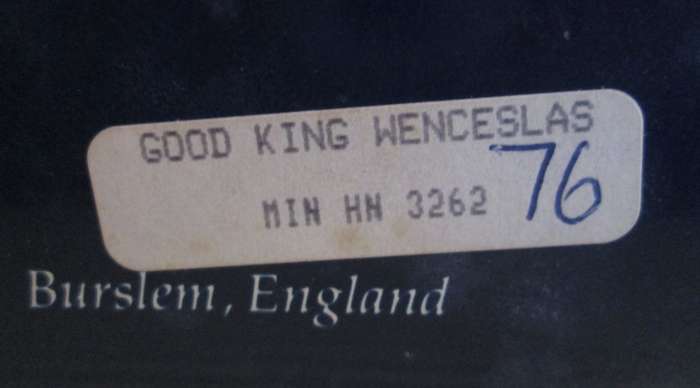 GOOD KING WENCESLAS
MIN HN 3262 76
Burslem, England